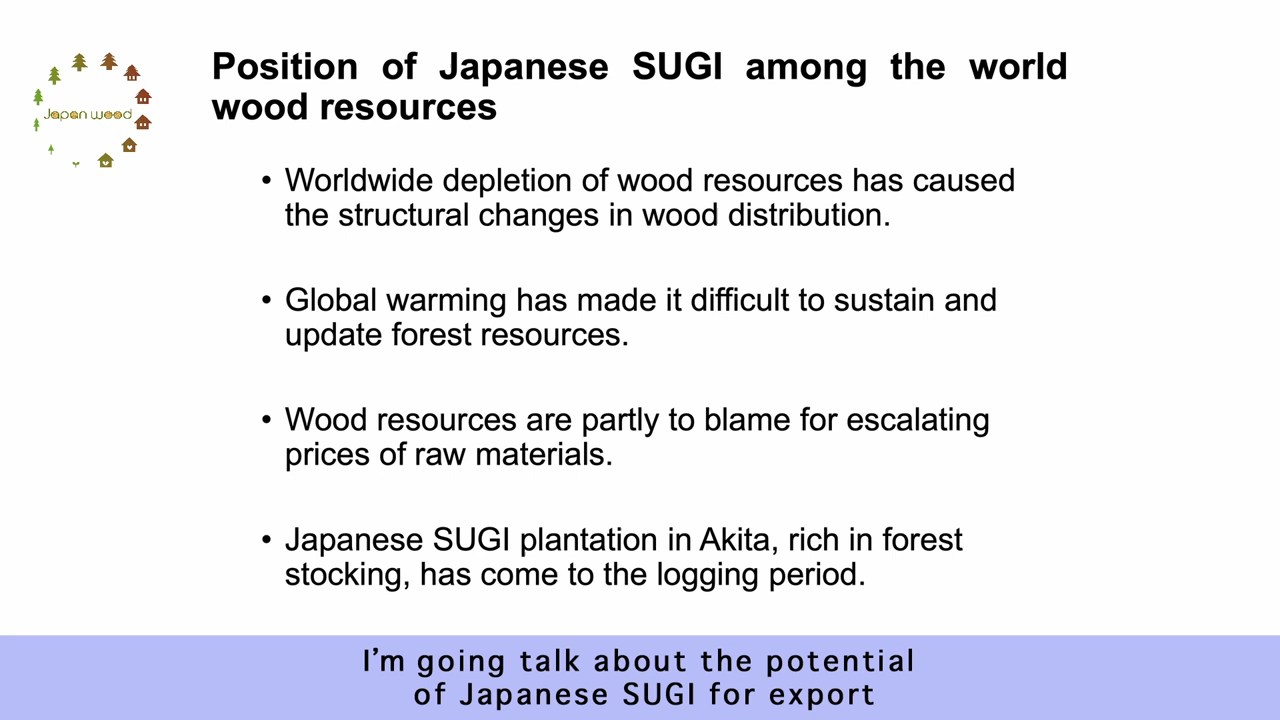 Japan wood
Position of Japanese SUGI among the world
wood resources
• Worldwide depletion of wood resources has caused
the structural changes in wood distribution.
• Global warming has made it difficult to sustain and
update forest resources.
• Wood resources are partly to blame for escalating
prices of raw materials.
• Japanese SUGI plantation in Akita, rich in forest
stocking, has come to the logging period.
I’m going talk about the potential
of Japanese SUGI for export